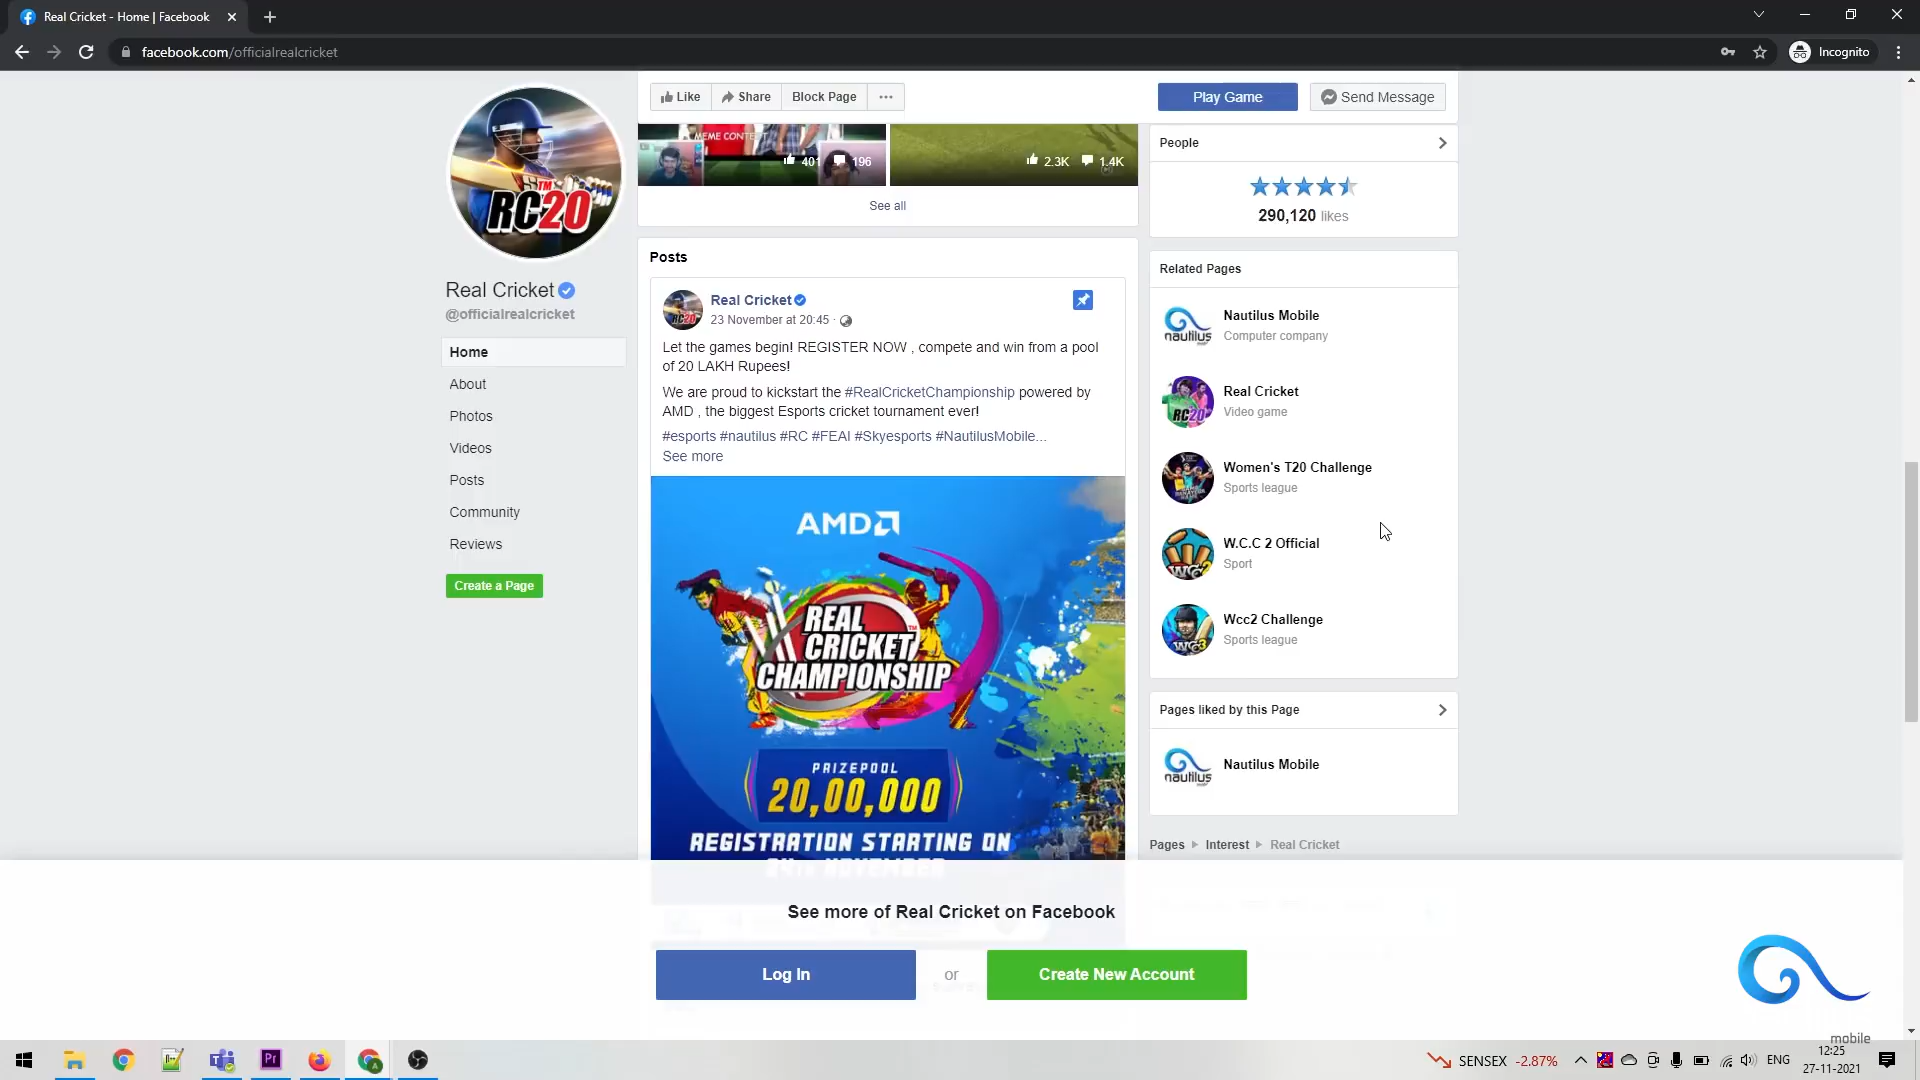 Real Cricket - Home | Facebook
facebook.com/officialrealcricket
Incognito
Like
Share
Block Page
Play Game
Send Message
MEME CONTEST
401
196
2.3K
1.4K
See all
People
290,120 likes
RC20
TM
Real Cricket
@officialrealcricket
Home
About
Photos
Videos
Posts
Community
Reviews
Create a Page
Posts
Real Cricket
23 November at 20:45 ·
Let the games begin! REGISTER NOW , compete and win from a pool
of 20 LAKH Rupees!
We are proud to kickstart the #RealCricketChampionship powered by
AMD , the biggest Esports cricket tournament ever!
#esports #nautilus #RC #FEAI #Skyesports #NautilusMobile...
See more
AMD
REAL
CRICKET
CHAMPIONSHIP
PRIZEPOOL
20,00,000
REGISTRATION STARTING ON
Related Pages
nautilus
Nautilus Mobile
Computer company
RC20
Real Cricket
Video game
Women's T20 Challenge
Sports league
W.C.C 2 Official
Sport
Wcc2 Challenge
Sports league
Pages liked by this Page
nautilus
Nautilus Mobile
Pages
Interest
Real Cricket
See more of Real Cricket on Facebook
Log In
or
Create New Account
mobile
Pr
SENSEX -2.87%
ENG
12:25
27-11-2021